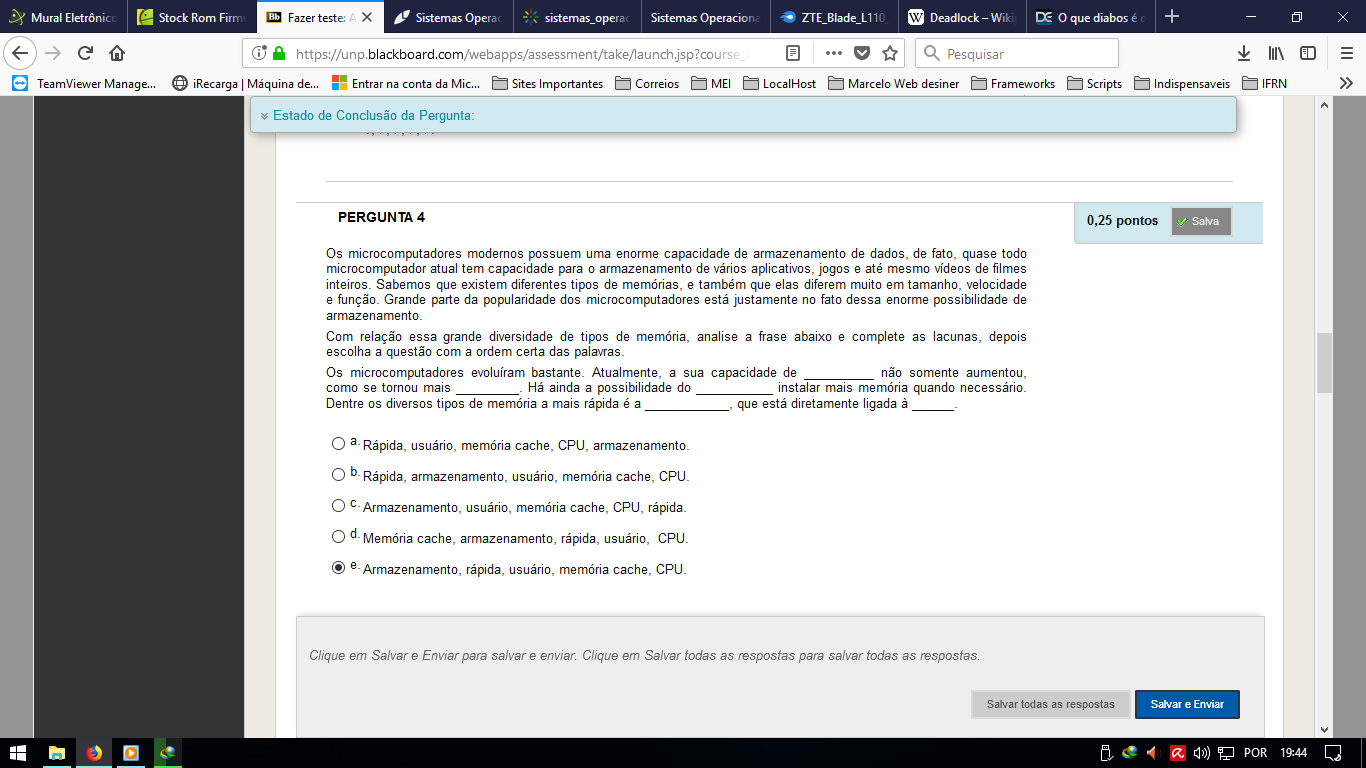 Mural Eletrônico
Stock Rom Firmw
Fazer teste: A
Sistemas Operac
sistemas_operac
Sistemas Operaciona
ZTE_Blade_L110_
Deadlock – Wikip
O que diabos é o
https://unp.blackboard.com/webapps/assessment/take/launch.jsp?course_
Pesquisar
TeamViewer Manage...
iRecarga | Máquina de...
Entrar na conta da Mic...
Sites Importantes
Correios
MEI
LocalHost
Marcelo Web desiner
Frameworks
Scripts
Indispensaveis
IFRN
Estado de Conclusão da Pergunta:
PERGUNTA 4
0,25 pontos
Salva
Os microcomputadores modernos possuem uma enorme capacidade de armazenamento de dados, de fato, quase todo
microcomputador atual tem capacidade para o armazenamento de vários aplicativos, jogos e até mesmo vídeos de filmes
inteiros. Sabemos que existem diferentes tipos de memórias, e também que elas diferem muito em tamanho, velocidade
e função. Grande parte da popularidade dos microcomputadores está justamente no fato dessa enorme possibilidade de
armazenamento.
Com relação essa grande diversidade de tipos de memória, analise a frase abaixo e complete as lacunas, depois
escolha a questão com a ordem certa das palavras.
Os microcomputadores evoluíram bastante. Atualmente, a sua capacidade de __________ não somente aumentou,
como se tornou mais _________. Há ainda a possibilidade do ___________ instalar mais memória quando necessário.
Dentre os diversos tipos de memória a mais rápida é a ____________, que está diretamente ligada à ______.
a. Rápida, usuário, memória cache, CPU, armazenamento.
b. Rápida, armazenamento, usuário, memória cache, CPU.
c. Armazenamento, usuário, memória cache, CPU, rápida.
d. Memória cache, armazenamento, rápida, usuário, CPU.
e. Armazenamento, rápida, usuário, memória cache, CPU.
Clique em Salvar e Enviar para salvar e enviar. Clique em Salvar todas as respostas para salvar todas as respostas.
Salvar todas as respostas
Salvar e Enviar
POR
19:44